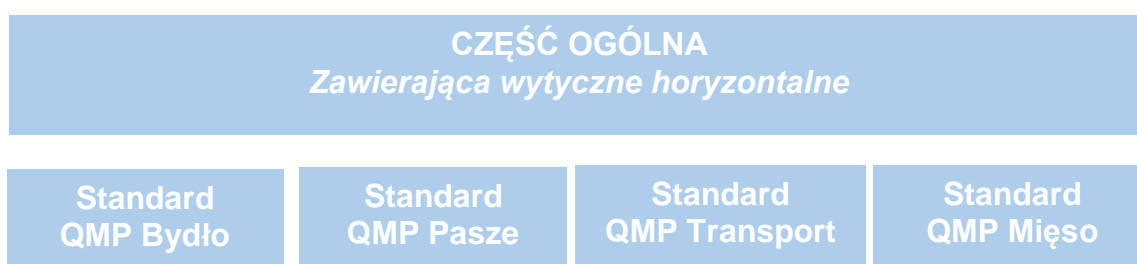 CZĘŚĆ OGÓLNA
Zawierająca wytyczne horyzontalne
Standard
QMP Bydło
Standard
QMP Pasze
Standard
QMP Transport
Standard
QMP Mięso